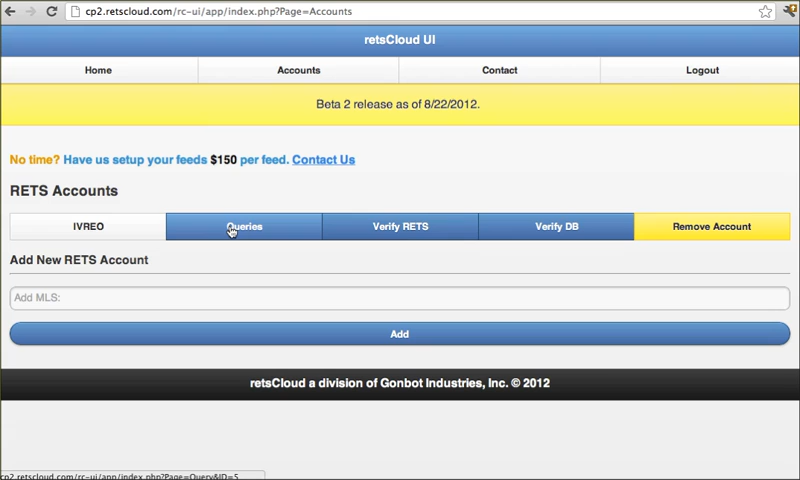 cp2.retscloud.com/rc-ui/app/index.php?Page=Accounts
retsCloud UI
Home Accounts Contact Logout
Beta 2 release as of 8/22/2012.
No time? Have us setup your feeds $150 per feed. Contact Us
RETS Accounts
IVREO Queries Verify RETS Verify DB Remove Account
Add New RETS Account
Add MLS:
Add
retsCloud a division of Gonbot Industries, Inc. © 2012
cp2.retscloud.com/rc-ui/app/index.php?Page=Query&ID=5